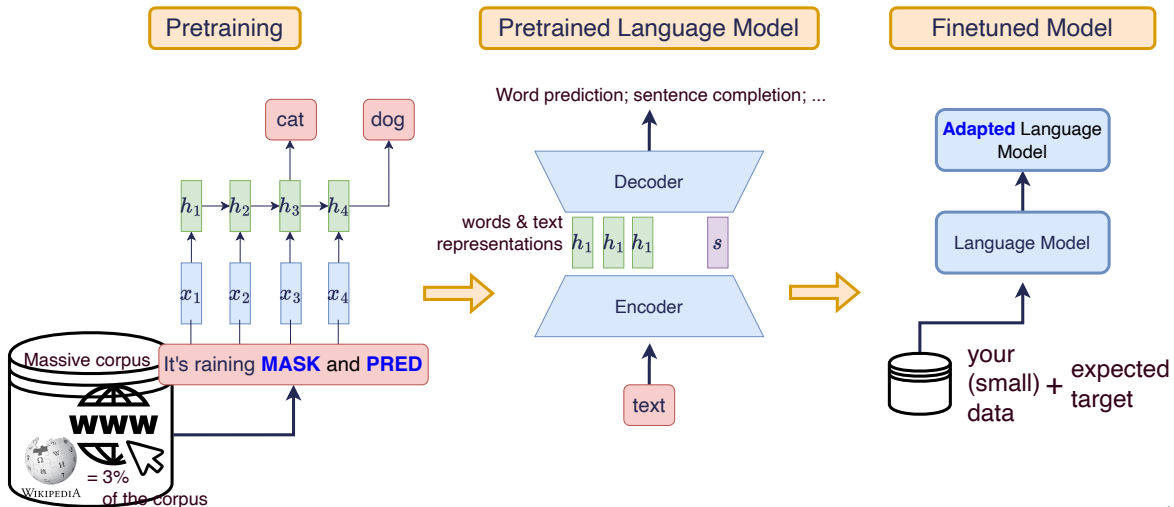 Pretraining
Pretrained Language Model
Finetuned Model
cat
dog
h₁
h₂
h₃
h₄
x₁
x₂
x₃
x₄
It's raining MASK and PRED
Massive corpus
www
WIKIPEDIA
= 3%
of the corpus
Word prediction; sentence completion; ...
Decoder
words & text
representations
h₁ h₁ h₁ s
Encoder
text
Adapted Language
Model
Language Model
your
(small)
data
+
expected
target